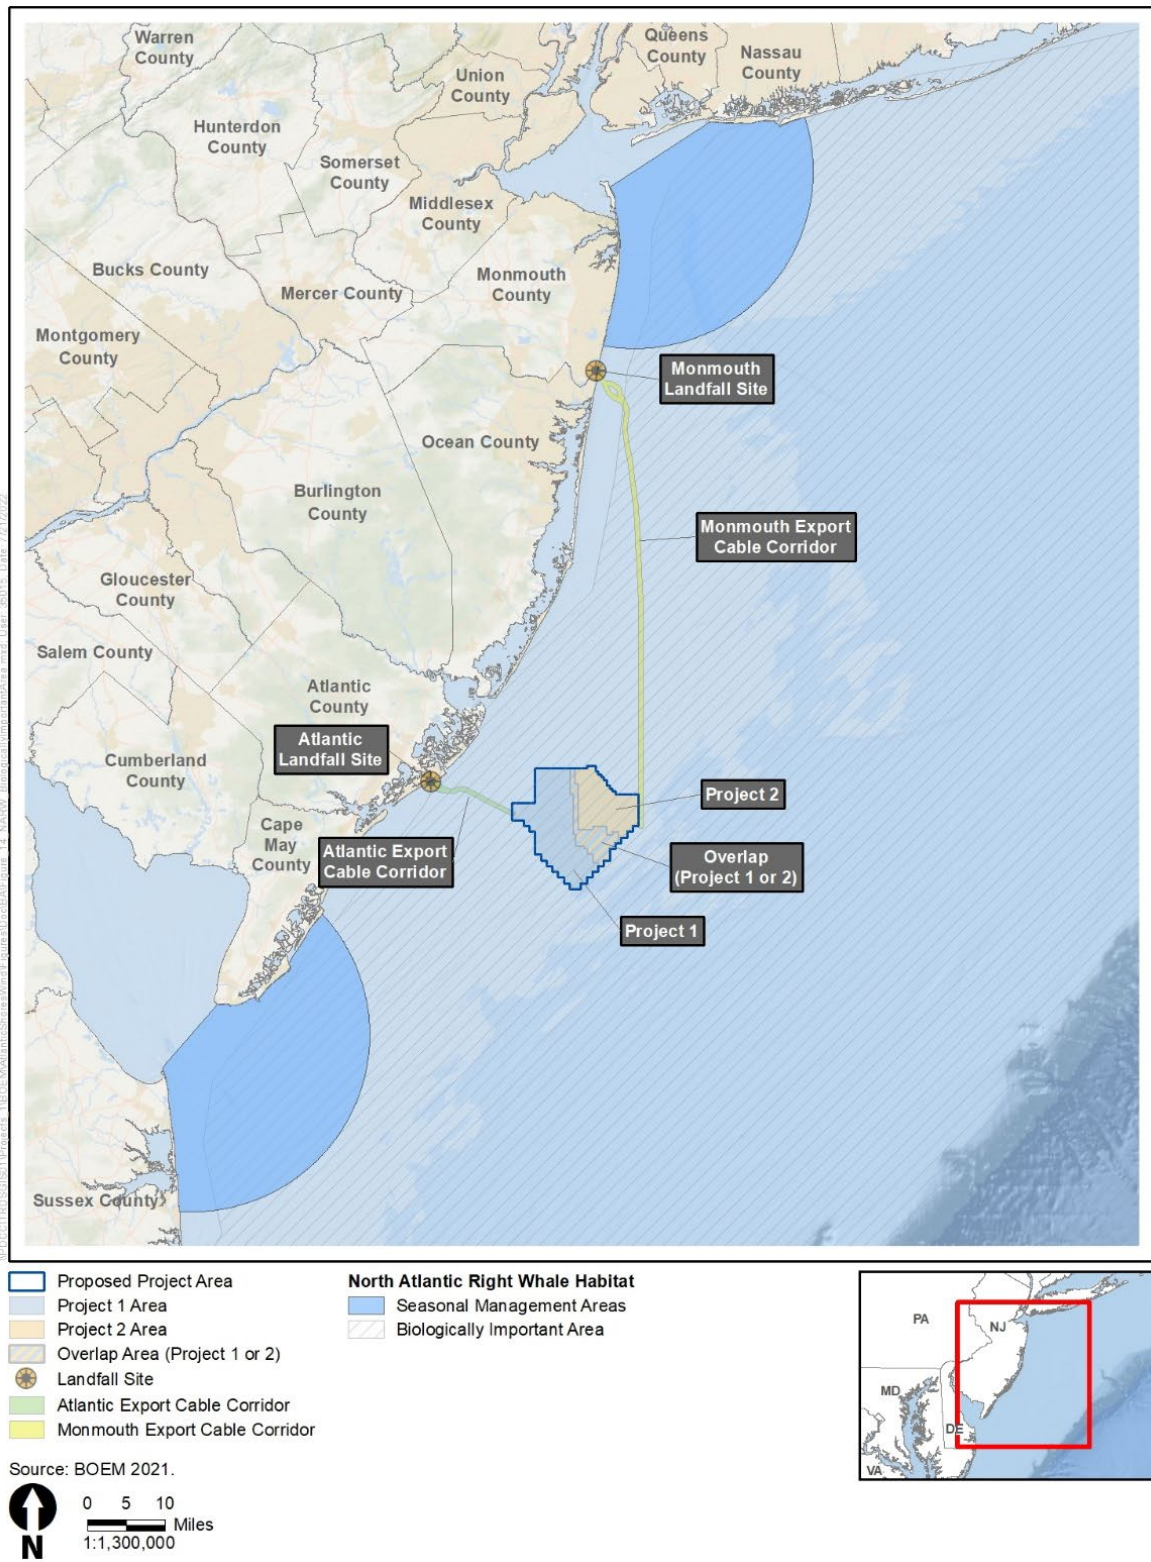 Warren
County
Queens
County
Nassau
County
Union
County
Hunterdon
County
Somerset
County
Middlesex
County
Bucks County
Monmouth
County
Mercer County
Montgomery
County
Monmouth
Landfall Site
Ocean County
Burlington
County
Monmouth Export
Cable Corridor
Gloucester
County
Salem County
Atlantic
County
Atlantic
Landfall Site
Cumberland
County
Project 2
Cape
May
County
Atlantic Export
Cable Corridor
Overlap
(Project 1 or 2)
Project 1
Sussex County
Proposed Project Area
Project 1 Area
Project 2 Area
Overlap Area (Project 1 or 2)
Landfall Site
Atlantic Export Cable Corridor
Monmouth Export Cable Corridor
North Atlantic Right Whale Habitat
Seasonal Management Areas
Biologically Important Area
PA
NJ
MD
DE
VA
Source: BOEM 2021.
N
0 5 10
Miles
1:1,300,000